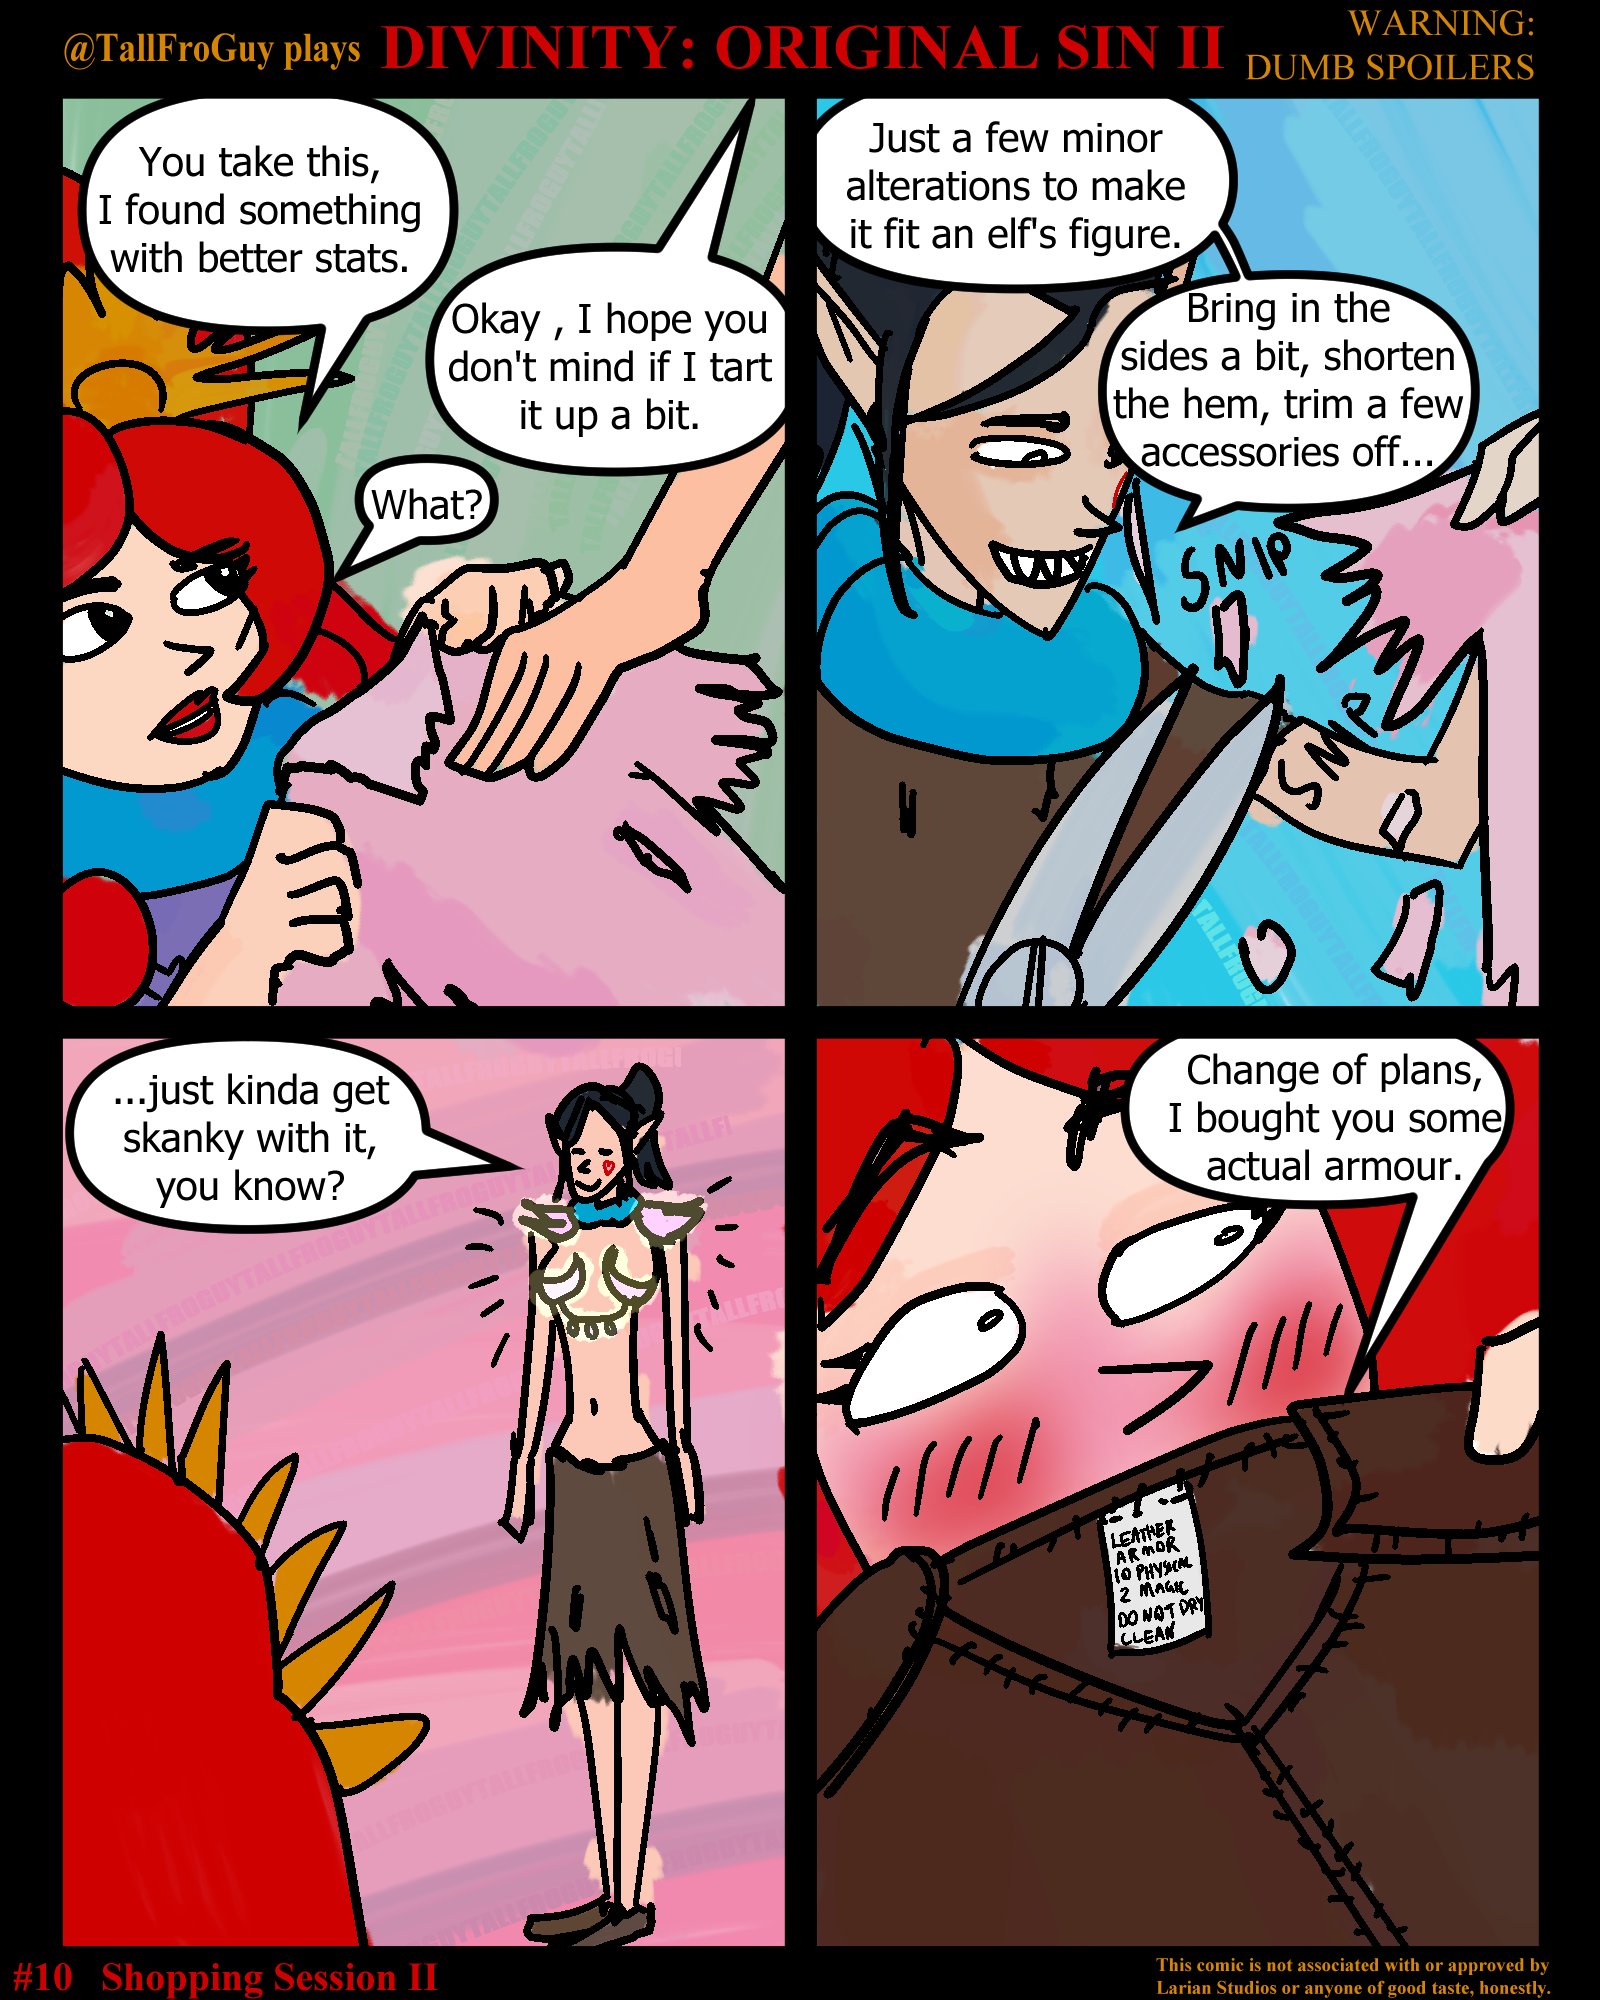 @TallFroGuy plays DIVINITY: ORIGINAL SIN II
WARNING:
DUMB SPOILERS
You take this,
I found something
with better stats.
Okay , I hope you
don't mind if I tart
it up a bit.
What?
Just a few minor
alterations to make
it fit an elf's figure.
Bring in the
sides a bit, shorten
the hem, trim a few
accessories off...
SNIP
SNIP
...just kinda get
skanky with it,
you know?
Change of plans,
I bought you some
actual armour.
LEATHER
ARMOR
10 PHYSICAL
2 MAGIC
DO NOT DRY
CLEAN
#10 Shopping Session II
This comic is not associated with or approved by
Larian Studios or anyone of good taste, honestly.